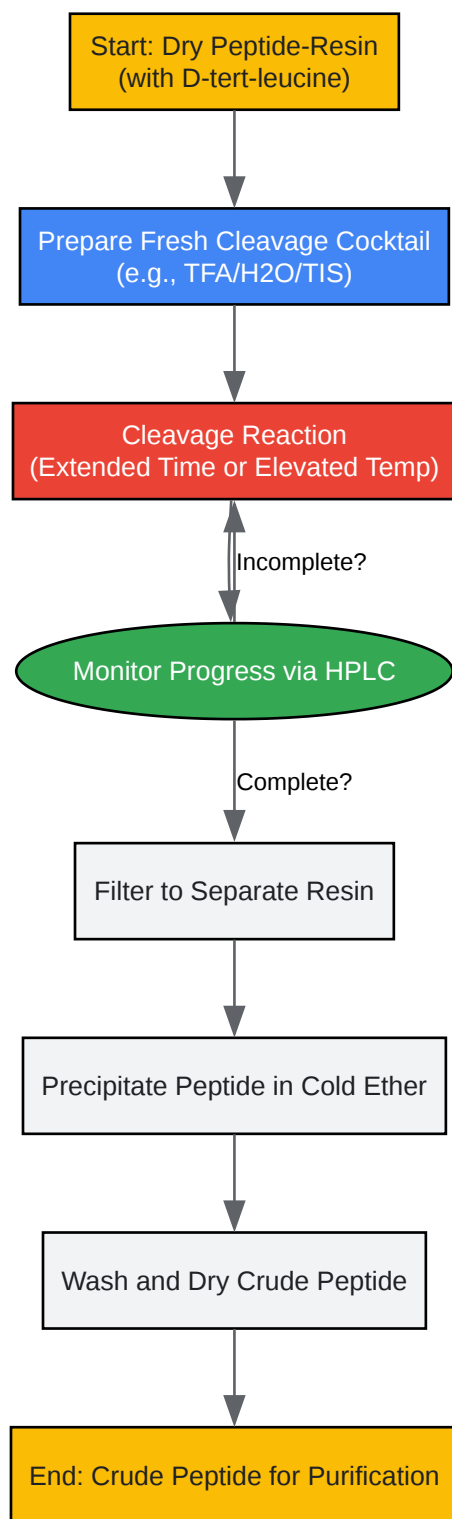 Start: Dry Peptide-Resin
(with D-tert-leucine)
Prepare Fresh Cleavage Cocktail
(e.g., TFA/H2O/TIS)
Cleavage Reaction
(Extended Time or Elevated Temp)
Incomplete?
Monitor Progress via HPLC
Complete?
Filter to Separate Resin
Precipitate Peptide in Cold Ether
Wash and Dry Crude Peptide
End: Crude Peptide for Purification